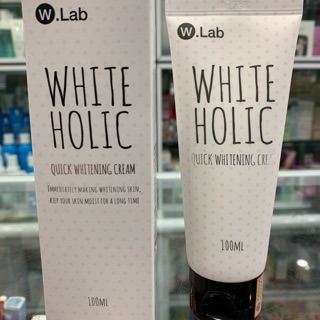 W.Lab
WHITE
HOLIC
QUICK WHITENING CREAM
IMMEDIATELY MAKING WHITENING SKIN,
KEEP YOUR SKIN MOIST FOR A LONG TIME
100ML
W.Lab
WHITE
HOLIC
QUICK WHITENING
100ML